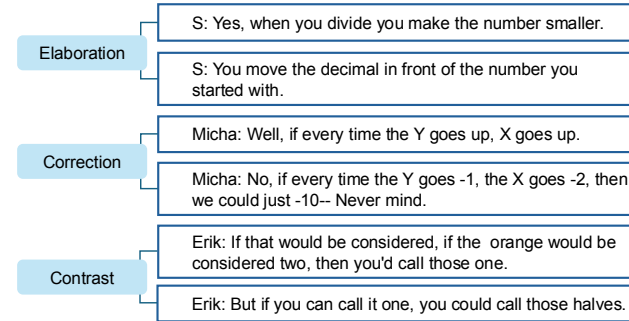 Elaboration
S: Yes, when you divide you make the number smaller.
S: You move the decimal in front of the number you
started with.
Correction
Micha: Well, if every time the Y goes up, X goes up.
Micha: No, if every time the Y goes -1, the X goes -2, then
we could just -10-- Never mind.
Contrast
Erik: If that would be considered, if the orange would be
considered two, then you'd call those one.
Erik: But if you can call it one, you could call those halves.